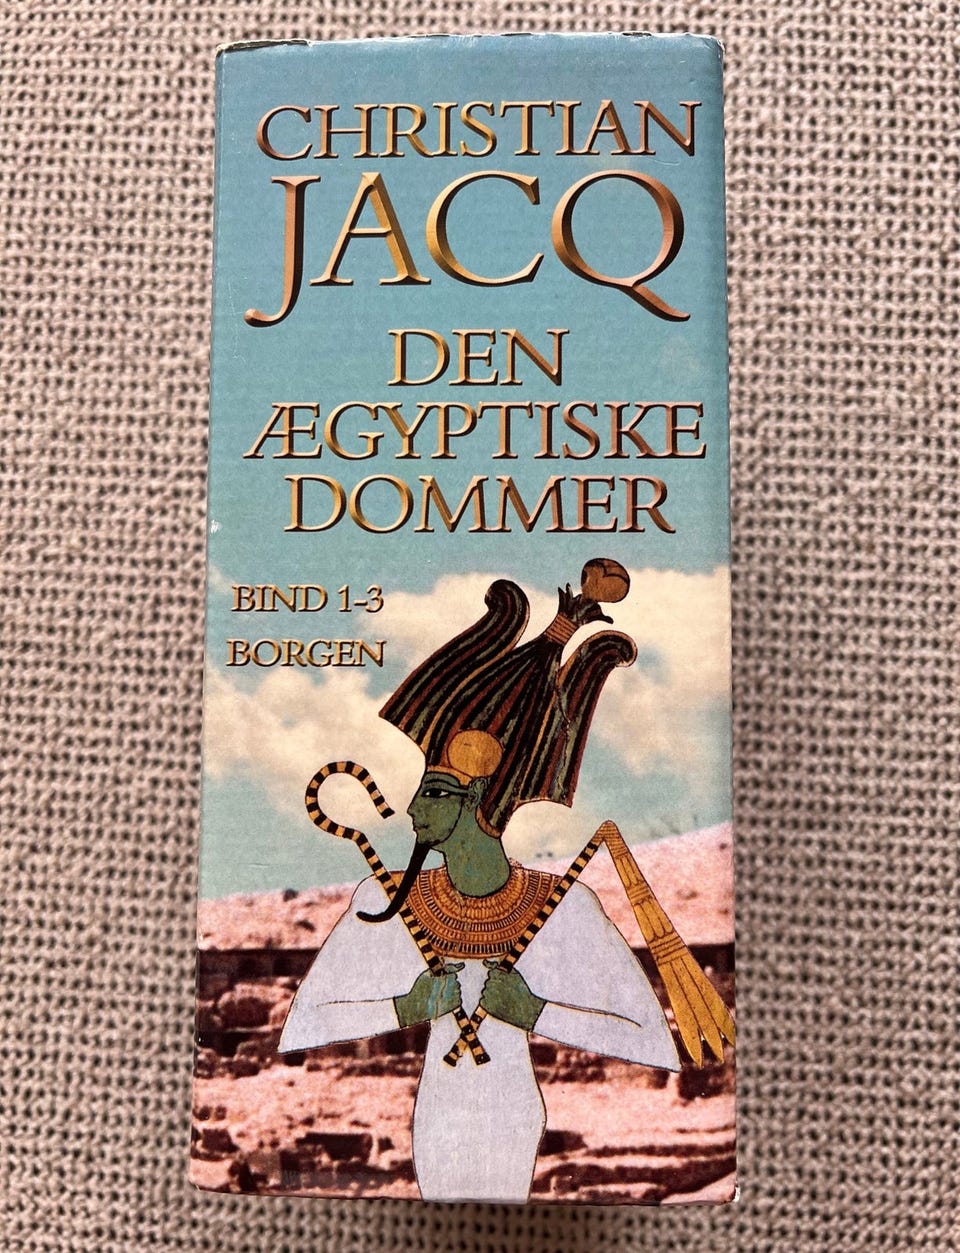 CHRISTIAN
JACQ
DEN
ÆGYPTISKE
DOMMER
BIND 1-3
BORGEN